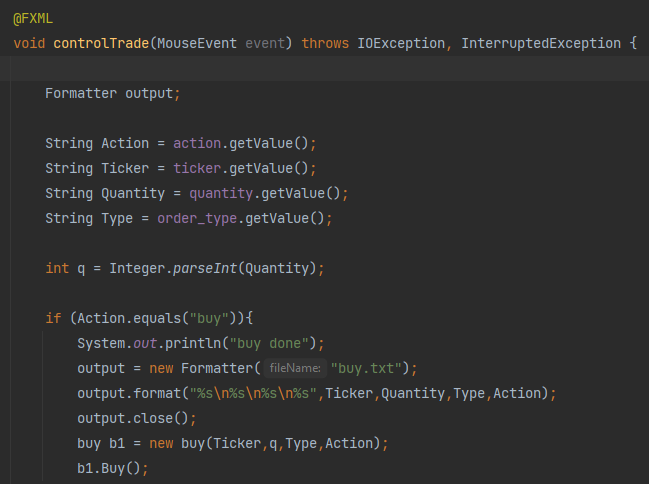 @FXML
void controlTrade(MouseEvent event) throws IOException, InterruptedException {
Formatter output;
String Action = action.getValue();
String Ticker = ticker.getValue();
String Quantity = quantity.getValue();
String Type = order_type.getValue();
int q = Integer.parseInt(Quantity);
if (Action.equals("buy")){
System.out.println("buy done");
output = new Formatter( fileName: "buy.txt");
output.format("%s\n%s\n%s\n%s",Ticker,Quantity,Type,Action);
output.close();
buy b1 = new buy(Ticker,q,Type,Action);
b1.Buy();